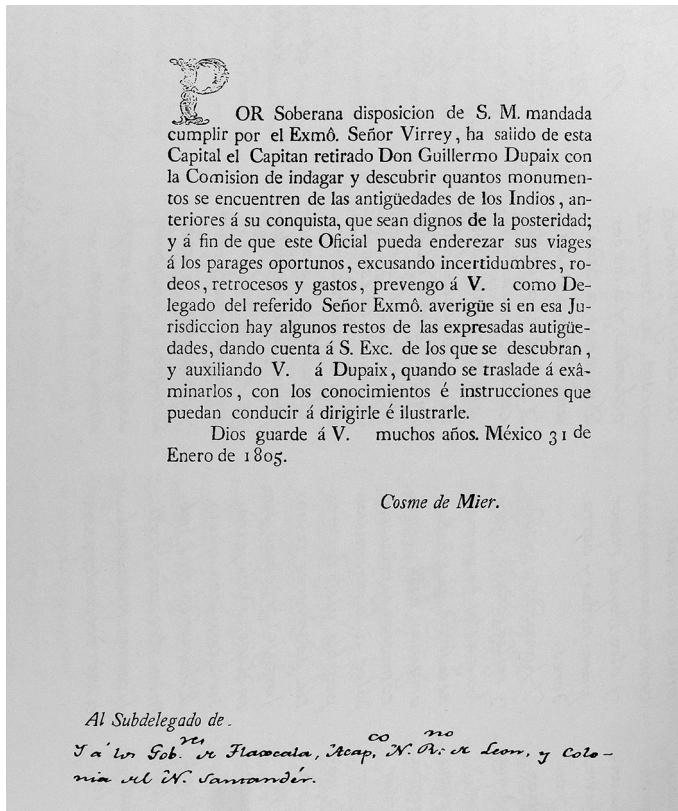 POR Soberana disposicion de S. M. mandada
cumplir por el Exmô. Señor Virrey, ha saiido de esta
Capital el Capitan retirado Don Guillermo Dupaix con
la Comision de indagar y descubrir quantos monumen-
tos se encuentren de las antigüedades de los Indios, an-
teriores á su conquista, que sean dignos de la posteridad;
y á fin de que este Oficial pueda enderezar sus viages
á los parages oportunos, excusando incertidumbres, ro-
deos, retrocesos y gastos, prevengo á V. como De-
legado del referido Señor Exmô. averigüe si en esa Ju-
risdiccion hay algunos restos de las expresadas autigüe-
dades, dando cuenta á S. Exc. de los que se descubran,
y auxiliando V. á Dupaix, quando se traslade á exâ-
minarlos, con los conocimientos é instrucciones que
puedan conducir á dirigirle é ilustrarle.
Dios guarde á V. muchos años. México 31 de
Enero de 1805.
Cosme de Mier.
Al Subdelegado de
Y á los Gob.res de Tlaxcala, Acap.co N. R.no de Leon, y Colo-
nia del N. Santandér.